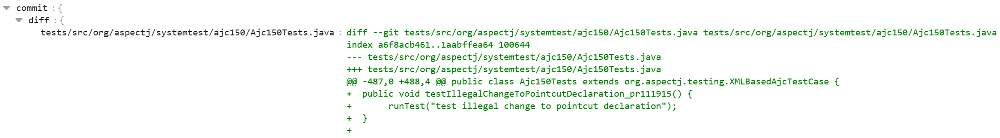 commit : {
diff : {
tests/src/org/aspectj/systemtest/ajc150/Ajc150Tests.java : diff --git tests/src/org/aspectj/systemtest/ajc150/Ajc150Tests.java tests/src/org/aspectj/systemtest/ajc150/Ajc150Tests.java
index a6f8acb461..1aabffea64 100644
--- tests/src/org/aspectj/systemtest/ajc150/Ajc150Tests.java
+++ tests/src/org/aspectj/systemtest/ajc150/Ajc150Tests.java
@@ -487,0 +488,4 @@ public class Ajc150Tests extends org.aspectj.testing.XMLBasedAjcTestCase {
+  public void testIllegalChangeToPointcutDeclaration_pr111915() {
+       runTest("test illegal change to pointcut declaration");
+  }
+